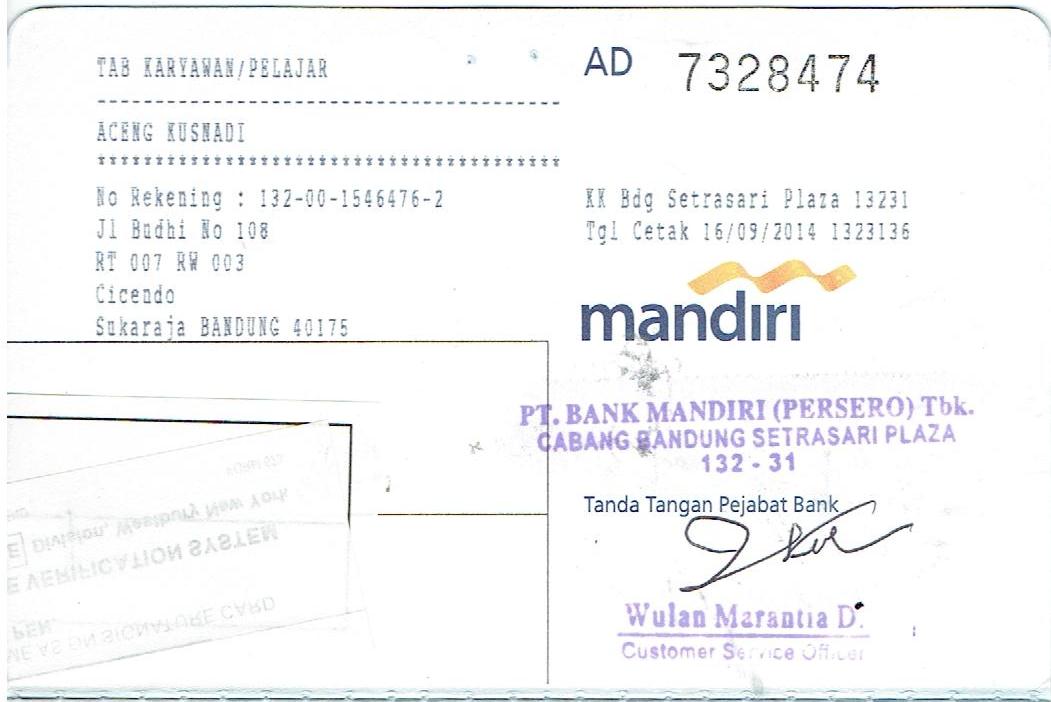 TAB KARYAWAN/PELAJAR
----------------------------------------
ACENG KUSNADI
****************************************
No Rekening : 132-00-1546476-2
Jl Budhi No 108
RT 007 RW 003
Cicendo
Sukaraja BANDUNG 40175
AD 7328474
KK Bdg Setrasari Plaza 13231
Tgl Cetak 16/09/2014 1323136
mandiri
PT. BANK MANDIRI (PERSERO) Tbk.
CABANG BANDUNG SETRASARI PLAZA
132 - 31
Tanda Tangan Pejabat Bank
Wulan Marantia D.
Customer Service Officer
Division, Westbury New York
E VERIFICATION SYSTEM
PEN.
ME AS ON SIGNATURE CARD